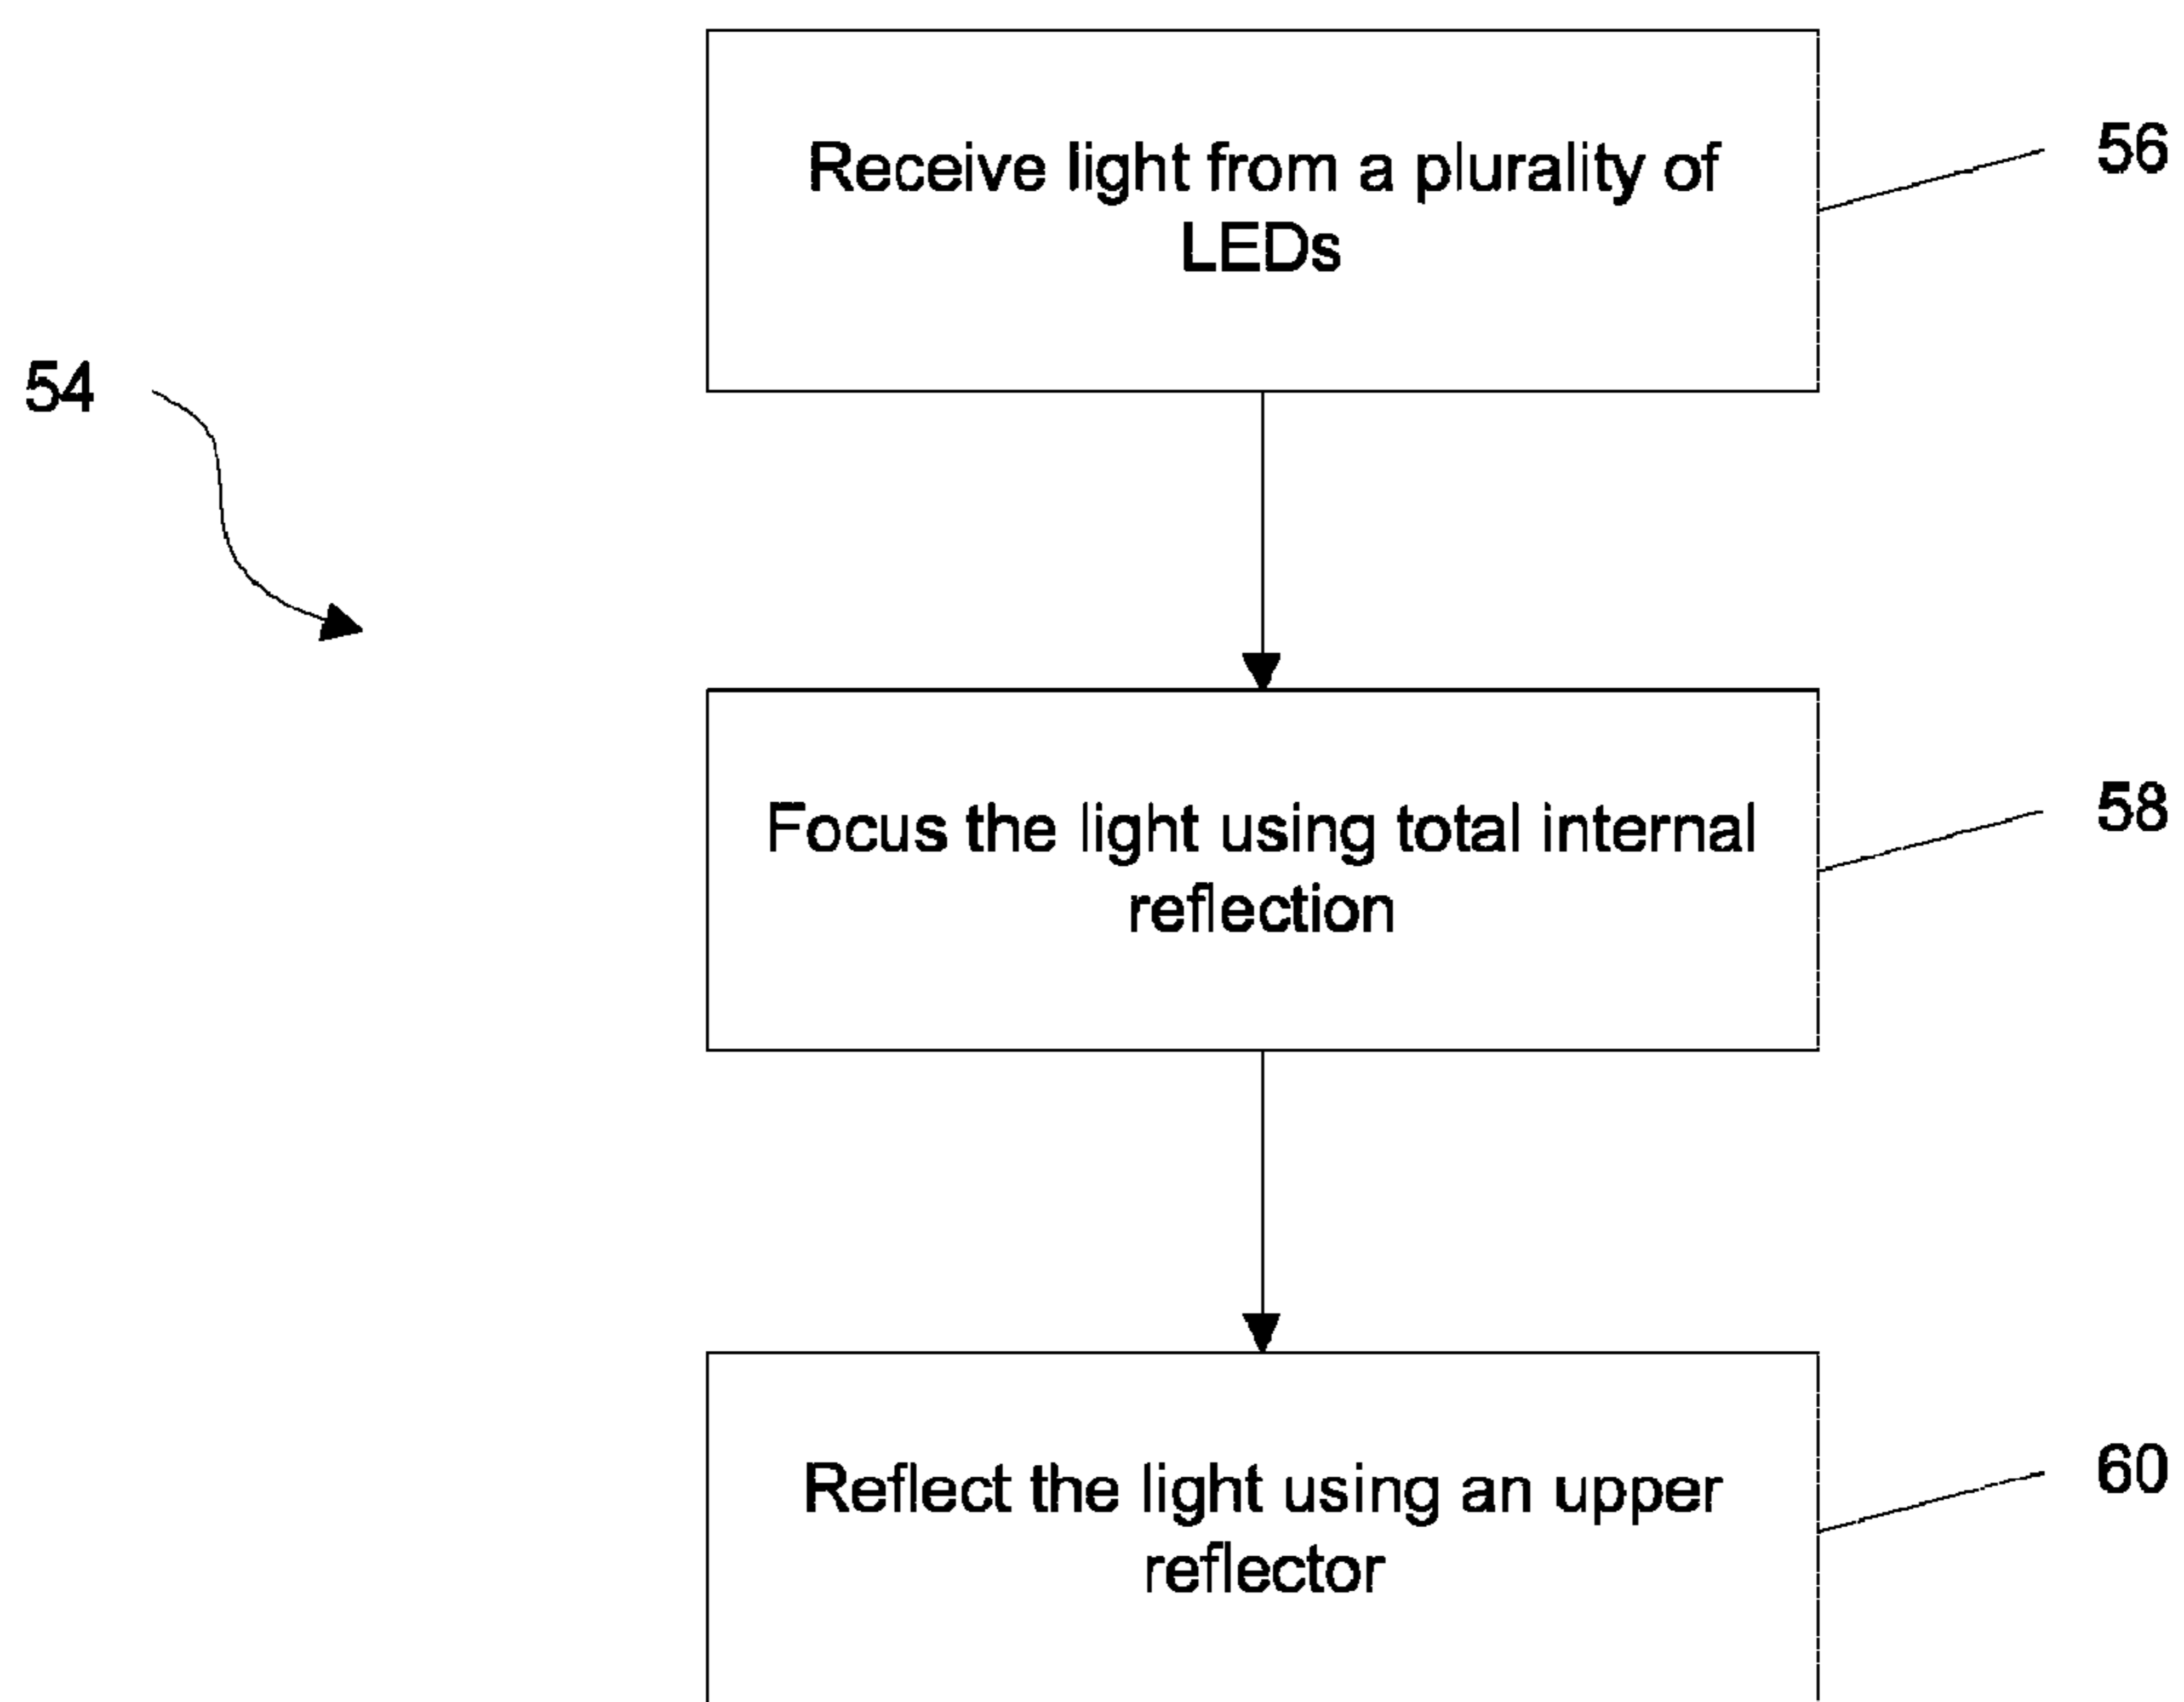 Receive light from a plurality of
LEDs
56
54
Focus the light using total internal
reflection
58
Reflect the light using an upper
reflector
60